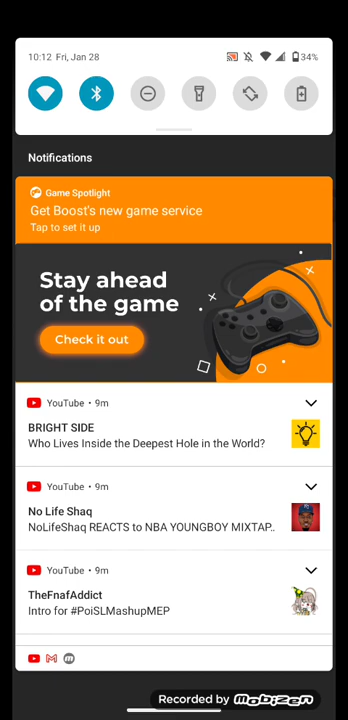 10:12 Fri, Jan 28
34%
Notifications
Game Spotlight
Get Boost's new game service
Tap to set it up
Stay ahead
of the game
Check it out
YouTube • 9m
BRIGHT SIDE
Who Lives Inside the Deepest Hole in the World?
YouTube • 9m
No Life Shaq
NoLifeShaq REACTS to NBA YOUNGBOY MIXTAP..
YouTube • 9m
TheFnafAddict
Intro for #PoiSLMashupMEP
Recorded by MOBIZEN